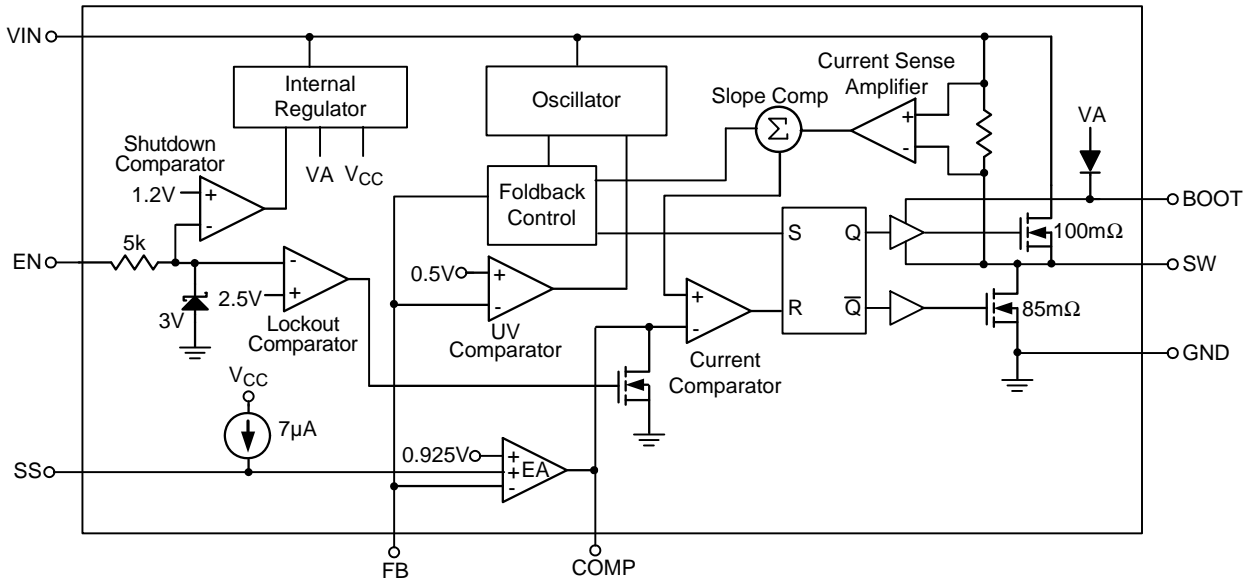 VIN
Internal
Regulator
Oscillator
Current Sense
Amplifier
Slope Comp
Σ
+
-
VA
Shutdown
Comparator
1.2V
+
-
VA
VCC
Foldback
Control
BOOT
S
Q
100mΩ
EN
5k
-
2.5V
+
3V
Lockout
Comparator
0.5V
+
-
UV
Comparator
+
-
Current
Comparator
R
Q
SW
85mΩ
GND
VCC
7µA
SS
0.925V
+
+
-
EA
FB
COMP